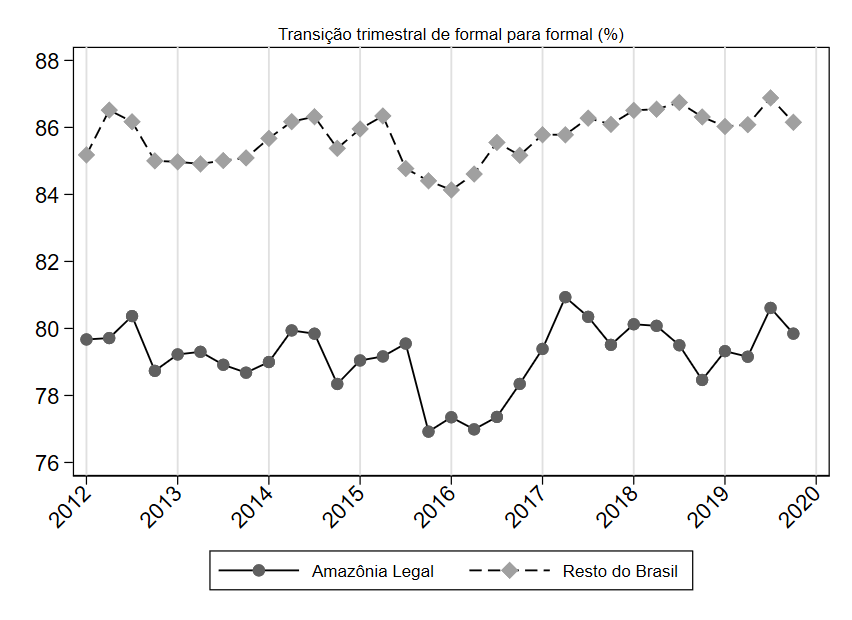 Transição trimestral de formal para formal (%)
88
86
84
82
80
78
76
2012 2013 2014 2015 2016 2017 2018 2019 2020
Amazônia Legal Resto do Brasil